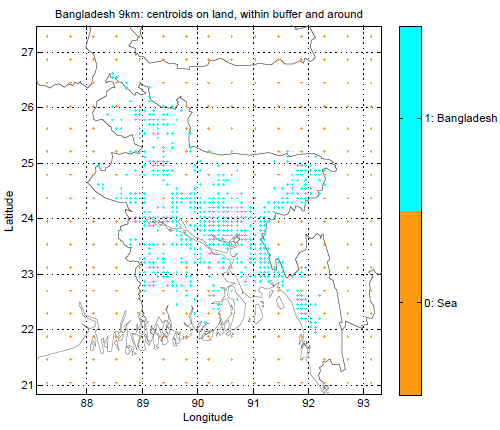 Bangladesh 9km: centroids on land, within buffer and around
27
26
25
24
23
22
21
Latitude
88 89 90 91 92 93
Longitude
1: Bangladesh
0: Sea